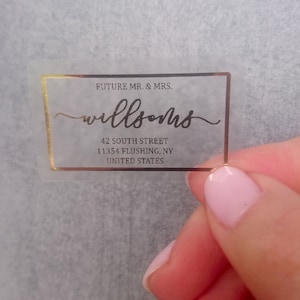 FUTURE MR. & MRS.
willsoms
42 SOUTH STREET
11354 FLUSHING, NY
UNITED STATES